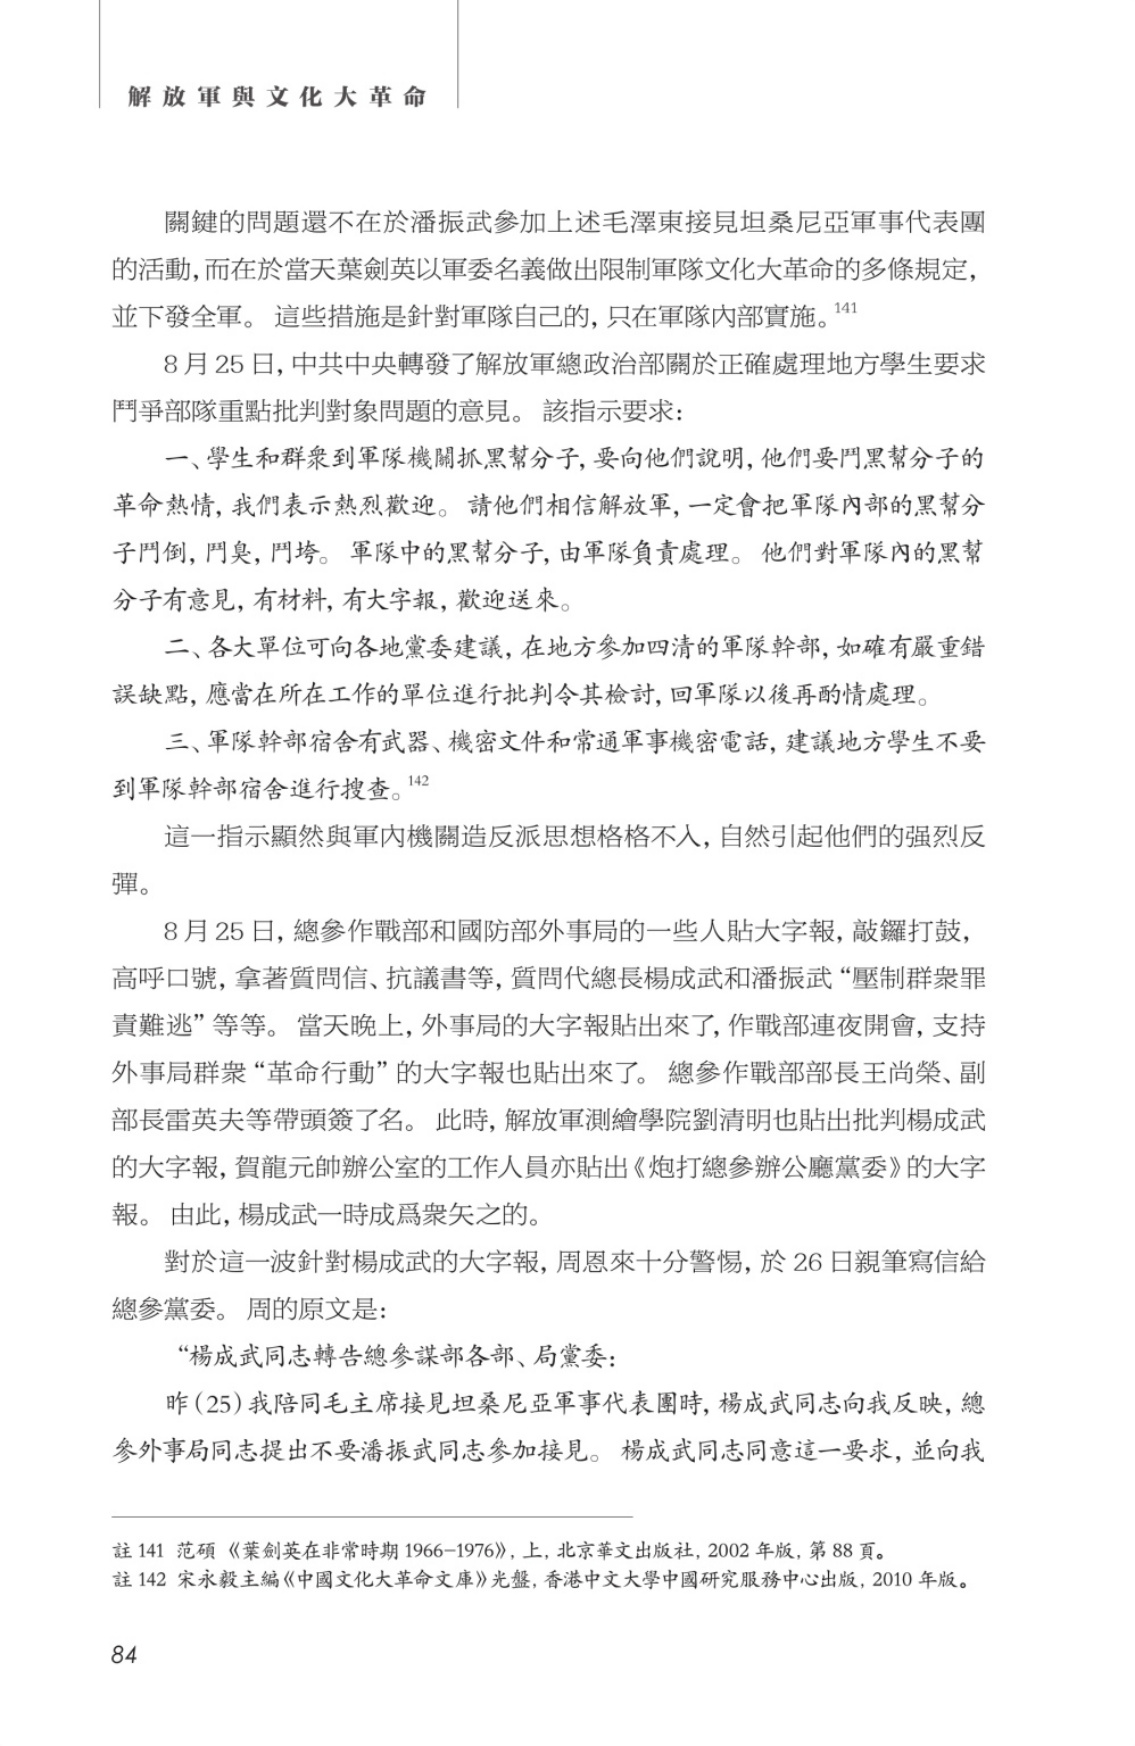 解放軍與文化大革命
關鍵的問題還不在於潘振武參加上述毛澤東接見坦桑尼亞軍事代表團
的活動,而在於當天葉劍英以軍委名義做出限制軍隊文化大革命的多條規定,
並下發全軍。 這些措施是針對軍隊自己的, 只在軍隊內部實施。141
8 月 25 日, 中共中央轉發了解放軍總政治部關於正確處理地方學生要求
鬥爭部隊重點批判對象問題的意見。 該指示要求:
一、學生和群衆到軍隊機關抓黑幫分子, 要向他們說明, 他們要鬥黑幫分子的
革命熱情, 我們表示熱烈歡迎。 請他們相信解放軍, 一定會把軍隊內部的黑幫分
子鬥倒, 鬥臭, 鬥垮。 軍隊中的黑幫分子, 由軍隊負責處理。 他們對軍隊內的黑幫
分子有意見, 有材料, 有大字報, 歡迎送來。
二、各大單位可向各地黨委建議, 在地方參加四清的軍隊幹部, 如確有嚴重錯
誤缺點, 應當在所在工作的單位進行批判令其檢討, 回軍隊以後再酌情處理。
三、軍隊幹部宿舍有武器、機密文件和常通軍事機密電話, 建議地方學生不要
到軍隊幹部宿舍進行搜查。142
這一指示顯然與軍內機關造反派思想格格不入, 自然引起他們的强烈反
彈。
8 月 25 日, 總參作戰部和國防部外事局的一些人貼大字報, 敲鑼打鼓,
高呼口號, 拿著質問信、抗議書等, 質問代總長楊成武和潘振武 “壓制群衆罪
責難逃” 等等。 當天晚上, 外事局的大字報貼出來了, 作戰部連夜開會, 支持
外事局群衆 “革命行動” 的大字報也貼出來了。 總參作戰部部長王尚榮、副
部長雷英夫等帶頭簽了名。 此時, 解放軍測繪學院劉清明也貼出批判楊成武
的大字報, 賀龍元帥辦公室的工作人員亦貼出《炮打總參辦公廳黨委》的大字
報。 由此, 楊成武一時成爲衆矢之的。
對於這一波針對楊成武的大字報, 周恩來十分警惕, 於 26 日親筆寫信給
總參黨委。 周的原文是:
“楊成武同志轉告總參謀部各部、局黨委:
昨 (25) 我陪同毛主席接見坦桑尼亞軍事代表團時, 楊成武同志向我反映, 總
參外事局同志提出不要潘振武同志參加接見。 楊成武同志同意這一要求, 並向我
註 141 范碩 《葉劍英在非常時期 1966–1976》, 上, 北京華文出版社, 2002 年版, 第 88 頁。
註 142 宋永毅主編《中國文化大革命文庫》光盤, 香港中文大學中國研究服務中心出版, 2010 年版。
84